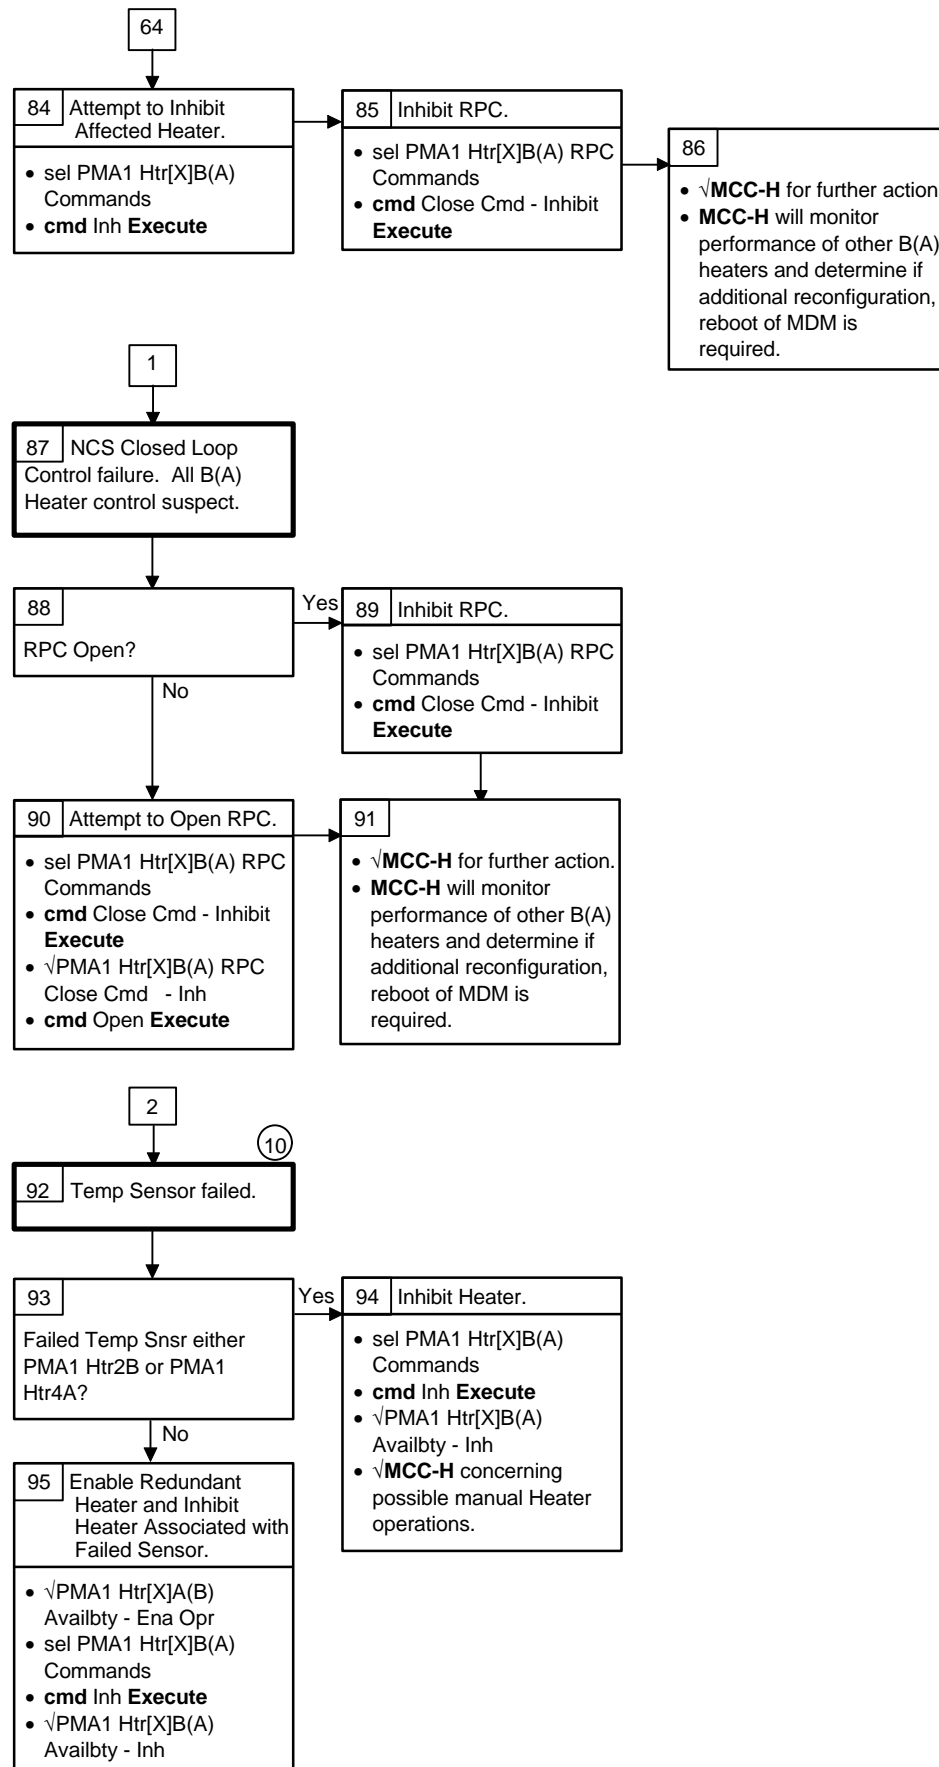 64
84 Attempt to Inhibit
Affected Heater.
• sel PMA1 Htr[X]B(A)
Commands
• cmd Inh Execute
85 Inhibit RPC.
• sel PMA1 Htr[X]B(A) RPC
Commands
• cmd Close Cmd - Inhibit
Execute
86
• √MCC-H for further action
• MCC-H will monitor
performance of other B(A)
heaters and determine if
additional reconfiguration,
reboot of MDM is
required.
1
87 NCS Closed Loop
Control failure. All B(A)
Heater control suspect.
88
RPC Open?
Yes
No
89 Inhibit RPC.
• sel PMA1 Htr[X]B(A) RPC
Commands
• cmd Close Cmd - Inhibit
Execute
90 Attempt to Open RPC.
• sel PMA1 Htr[X]B(A) RPC
Commands
• cmd Close Cmd - Inhibit
Execute
• √PMA1 Htr[X]B(A) RPC
Close Cmd - Inh
• cmd Open Execute
91
• √MCC-H for further action.
• MCC-H will monitor
performance of other B(A)
heaters and determine if
additional reconfiguration,
reboot of MDM is
required.
2
10
92 Temp Sensor failed.
93
Failed Temp Snsr either
PMA1 Htr2B or PMA1
Htr4A?
Yes
No
94 Inhibit Heater.
• sel PMA1 Htr[X]B(A)
Commands
• cmd Inh Execute
• √PMA1 Htr[X]B(A)
Availbty - Inh
• √MCC-H concerning
possible manual Heater
operations.
95 Enable Redundant
Heater and Inhibit
Heater Associated with
Failed Sensor.
• √PMA1 Htr[X]A(B)
Availbty - Ena Opr
• sel PMA1 Htr[X]B(A)
Commands
• cmd Inh Execute
• √PMA1 Htr[X]B(A)
Availbty - Inh